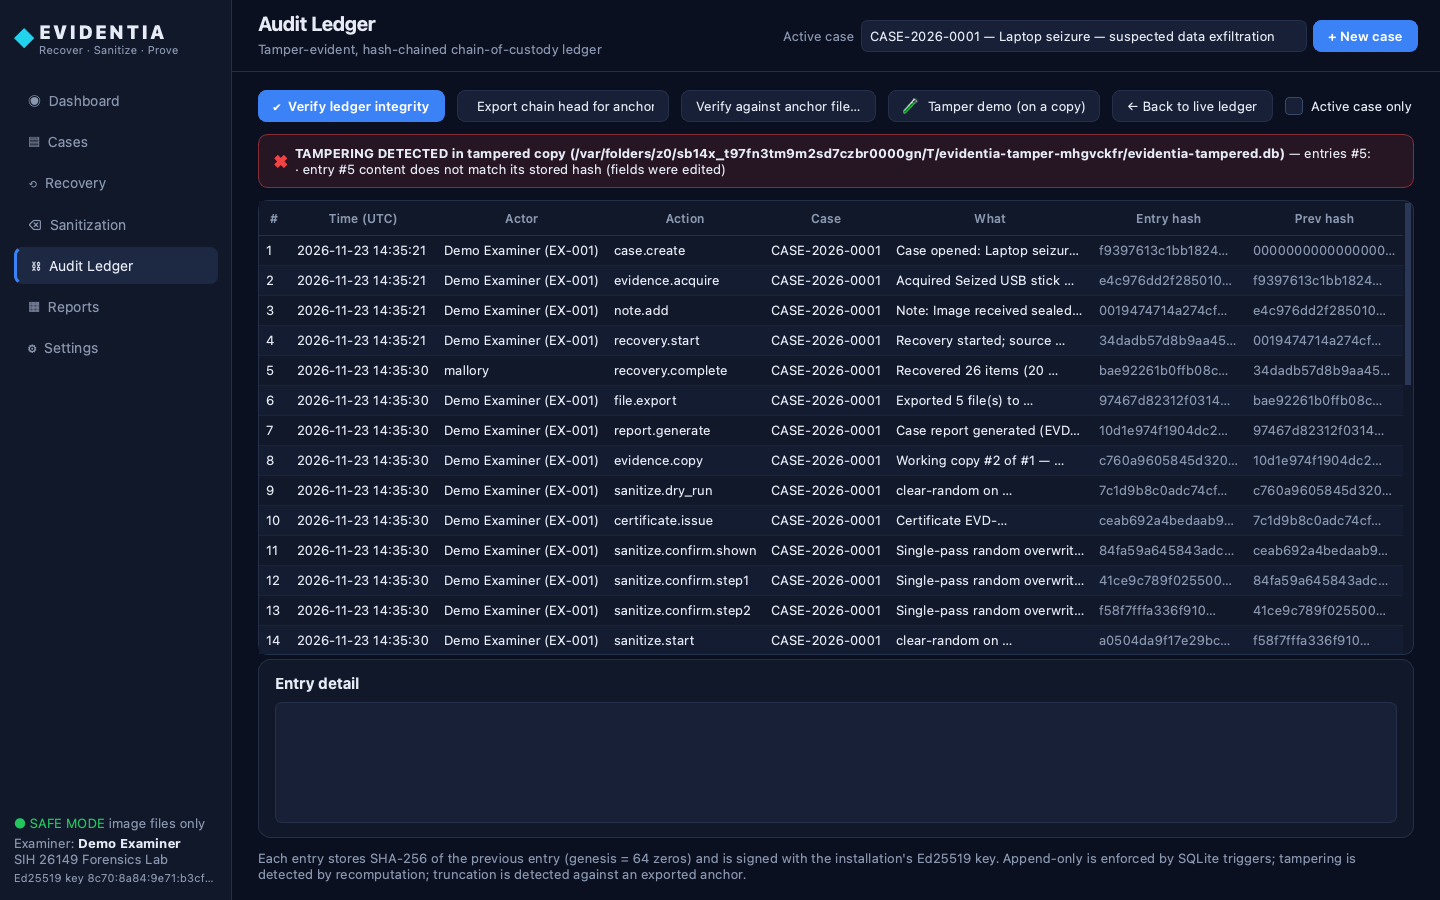 EVIDENTIA
Recover · Sanitize · Prove
Dashboard
Cases
Recovery
Sanitization
Audit Ledger
Reports
Settings
SAFE MODE image files only
Examiner: Demo Examiner
SIH 26149 Forensics Lab
Ed25519 key 8c70:8a84:9e71:b3cf...
Audit Ledger
Tamper-evident, hash-chained chain-of-custody ledger
Active case CASE-2026-0001 — Laptop seizure — suspected data exfiltration + New case
✔ Verify ledger integrity Export chain head for anchor Verify against anchor file... Tamper demo (on a copy) ← Back to live ledger Active case only
✖ TAMPERING DETECTED in tampered copy (/var/folders/z0/sb14x_t97fn3tm9m2sd7czbr0000gn/T/evidentia-tamper-mhgvckfr/evidentia-tampered.db) — entries #5:
· entry #5 content does not match its stored hash (fields were edited)
# Time (UTC) Actor Action Case What Entry hash Prev hash
1 2026-11-23 14:35:21 Demo Examiner (EX-001) case.create CASE-2026-0001 Case opened: Laptop seizur... f9397613c1bb1824... 0000000000000000...
2 2026-11-23 14:35:21 Demo Examiner (EX-001) evidence.acquire CASE-2026-0001 Acquired Seized USB stick ... e4c976dd2f285010... f9397613c1bb1824...
3 2026-11-23 14:35:21 Demo Examiner (EX-001) note.add CASE-2026-0001 Note: Image received sealed... 0019474714a274cf... e4c976dd2f285010...
4 2026-11-23 14:35:21 Demo Examiner (EX-001) recovery.start CASE-2026-0001 Recovery started; source ... 34dadb57d8b9aa45... 0019474714a274cf...
5 2026-11-23 14:35:30 mallory recovery.complete CASE-2026-0001 Recovered 26 items (20 ... bae92261b0ffb08c... 34dadb57d8b9aa45...
6 2026-11-23 14:35:30 Demo Examiner (EX-001) file.export CASE-2026-0001 Exported 5 file(s) to ... 97467d82312f0314... bae92261b0ffb08c...
7 2026-11-23 14:35:30 Demo Examiner (EX-001) report.generate CASE-2026-0001 Case report generated (EVD... 10d1e974f1904dc2... 97467d82312f0314...
8 2026-11-23 14:35:30 Demo Examiner (EX-001) evidence.copy CASE-2026-0001 Working copy #2 of #1 — ... c760a9605845d320... 10d1e974f1904dc2...
9 2026-11-23 14:35:30 Demo Examiner (EX-001) sanitize.dry_run CASE-2026-0001 clear-random on ... 7c1d9b8c0adc74cf... c760a9605845d320...
10 2026-11-23 14:35:30 Demo Examiner (EX-001) certificate.issue CASE-2026-0001 Certificate EVD-... ceab692a4bedaab9... 7c1d9b8c0adc74cf...
11 2026-11-23 14:35:30 Demo Examiner (EX-001) sanitize.confirm.shown CASE-2026-0001 Single-pass random overwrit... 84fa59a645843adc... ceab692a4bedaab9...
12 2026-11-23 14:35:30 Demo Examiner (EX-001) sanitize.confirm.step1 CASE-2026-0001 Single-pass random overwrit... 41ce9c789f025500... 84fa59a645843adc...
13 2026-11-23 14:35:30 Demo Examiner (EX-001) sanitize.confirm.step2 CASE-2026-0001 Single-pass random overwrit... f58f7fffa336f910... 41ce9c789f025500...
14 2026-11-23 14:35:30 Demo Examiner (EX-001) sanitize.start CASE-2026-0001 clear-random on ... a0504da9f17e29bc... f58f7fffa336f910...
Entry detail
Each entry stores SHA-256 of the previous entry (genesis = 64 zeros) and is signed with the installation's Ed25519 key. Append-only is enforced by SQLite triggers; tampering is
detected by recomputation; truncation is detected against an exported anchor.